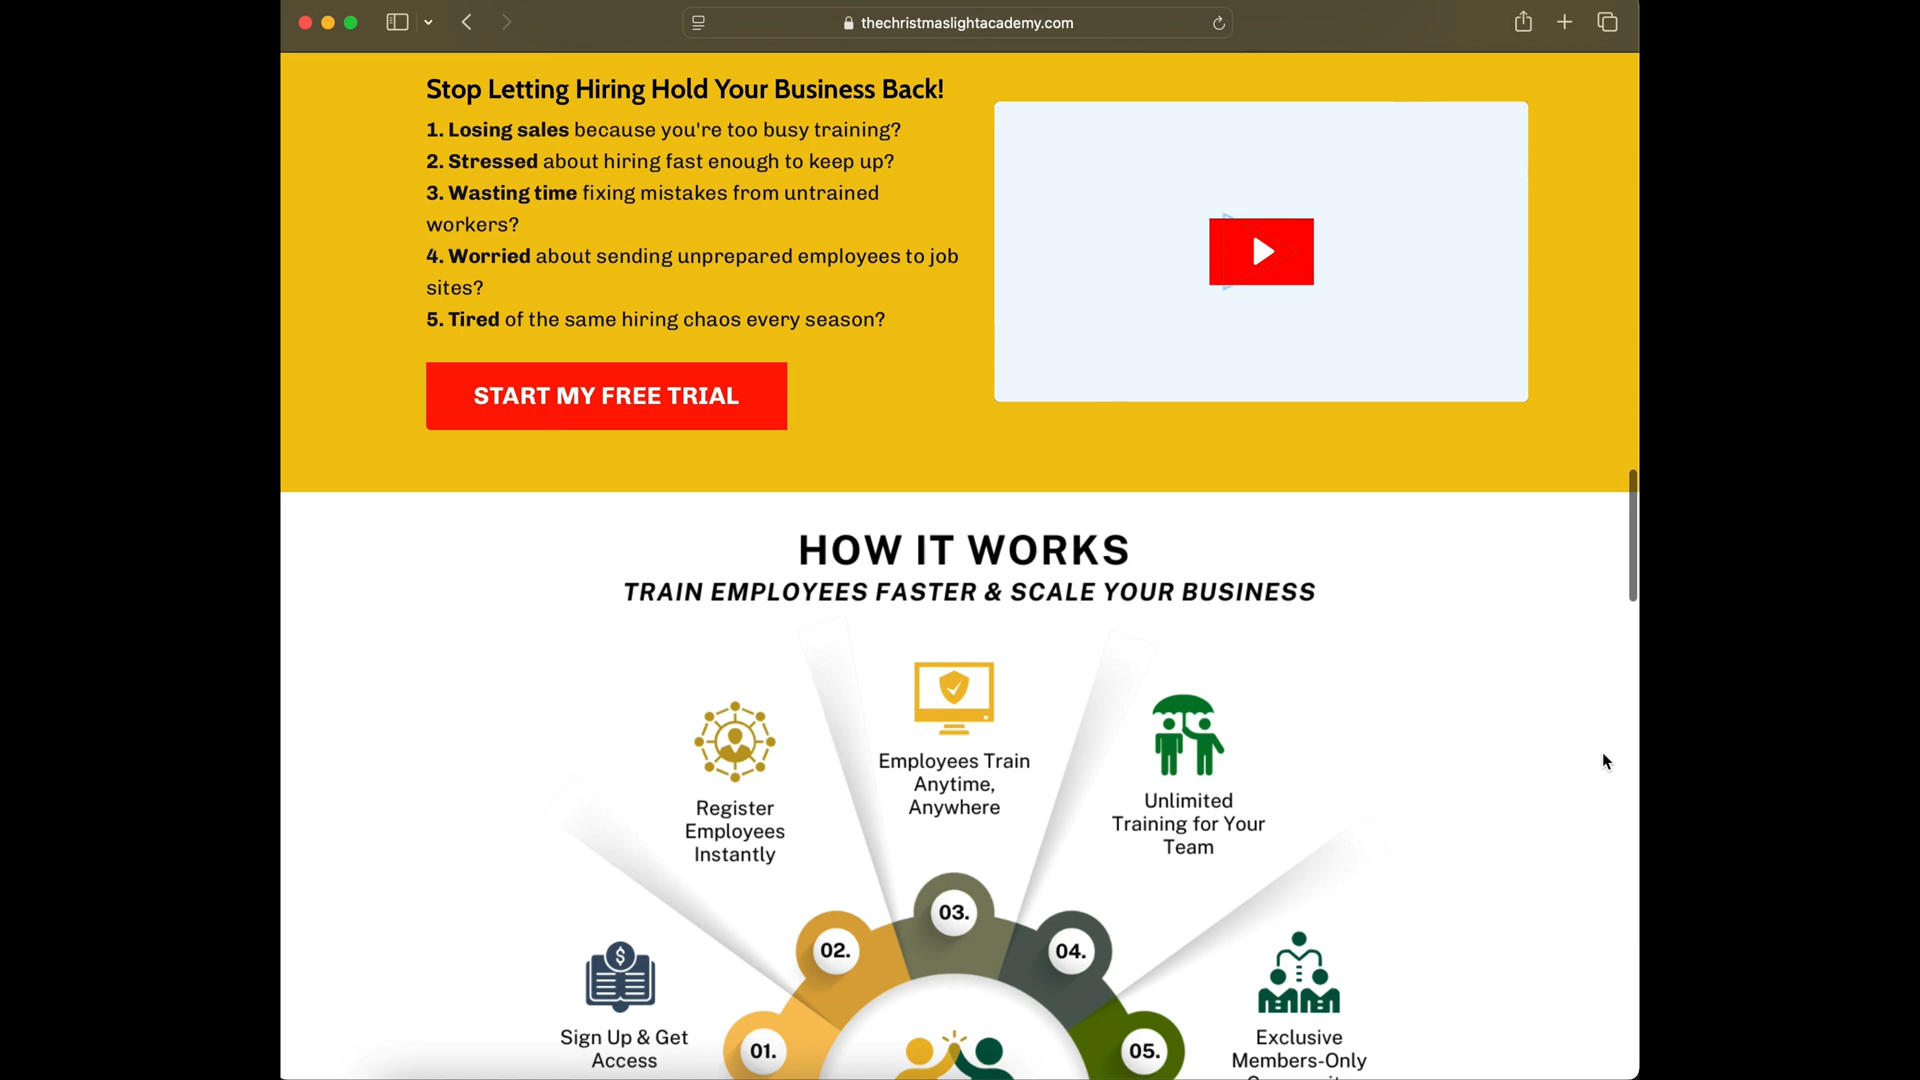 thechristmaslightacademy.com
Stop Letting Hiring Hold Your Business Back!
1. Losing sales because you're too busy training?
2. Stressed about hiring fast enough to keep up?
3. Wasting time fixing mistakes from untrained
workers?
4. Worried about sending unprepared employees to job
sites?
5. Tired of the same hiring chaos every season?
START MY FREE TRIAL
HOW IT WORKS
TRAIN EMPLOYEES FASTER & SCALE YOUR BUSINESS
Employees Train
Anytime,
Anywhere
Register
Employees
Instantly
Unlimited
Training for Your
Team
03.
02.
04.
$
Sign Up & Get
Access
01.
05.
Exclusive
Members-Only